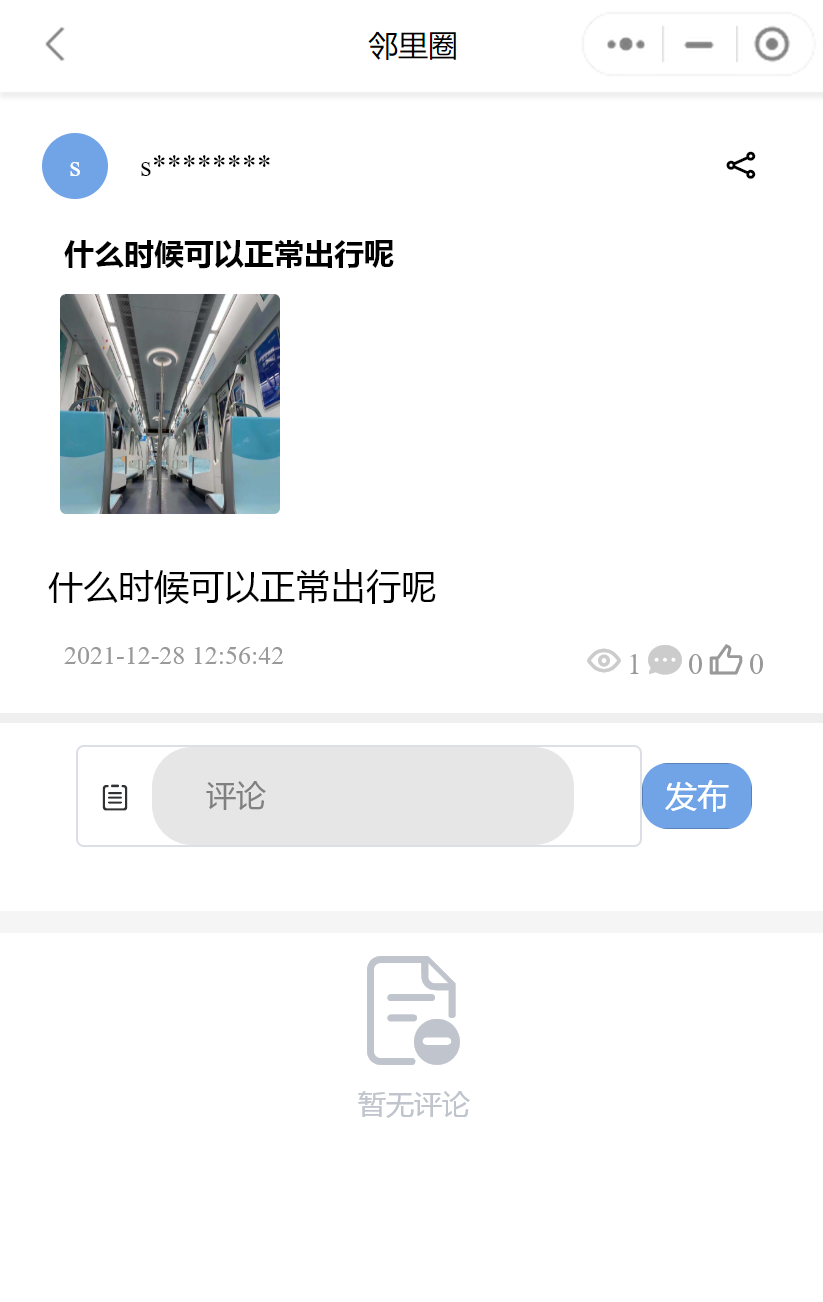 邻里圈
s
s********
什么时候可以正常出行呢
什么时候可以正常出行呢
2021-12-28 12:56:42
1 0 0
评论
发布
暂无评论